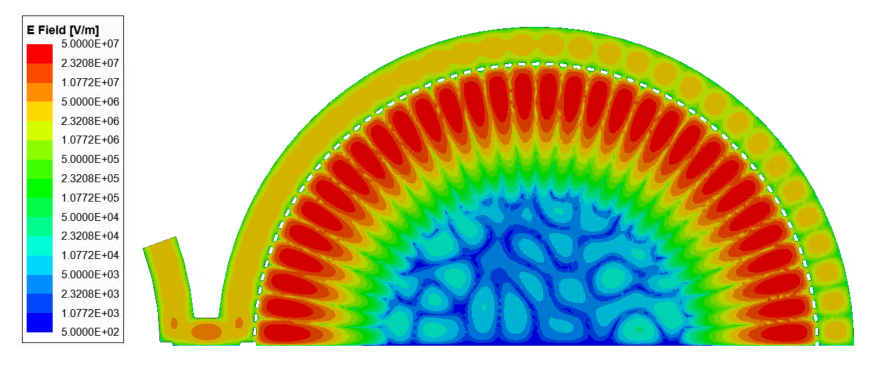 E Field [V/m]
5.0000E+07
2.3208E+07
1.0772E+07
5.0000E+06
2.3208E+06
1.0772E+06
5.0000E+05
2.3208E+05
1.0772E+05
5.0000E+04
2.3208E+04
1.0772E+04
5.0000E+03
2.3208E+03
1.0772E+03
5.0000E+02